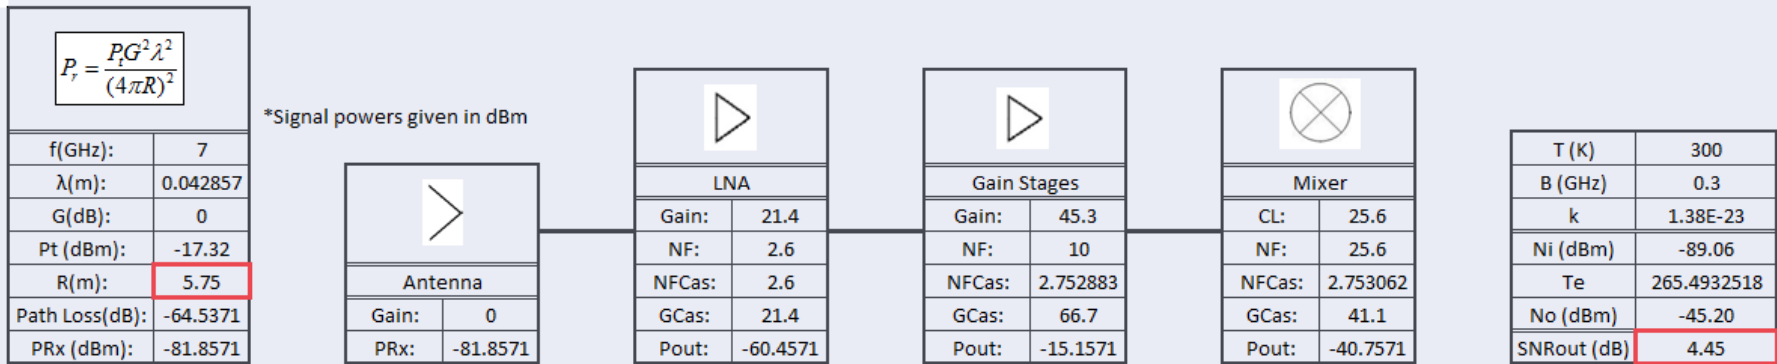 P_r = P_tG²λ² / (4πR)²
f(GHz): 7
λ(m): 0.042857
G(dB): 0
Pt (dBm): -17.32
R(m): 5.75
Path Loss(dB): -64.5371
PRx (dBm): -81.8571
*Signal powers given in dBm
Antenna
Gain: 0
PRx: -81.8571
LNA
Gain: 21.4
NF: 2.6
NFCas: 2.6
GCas: 21.4
Pout: -60.4571
Gain Stages
Gain: 45.3
NF: 10
NFCas: 2.752883
GCas: 66.7
Pout: -15.1571
Mixer
CL: 25.6
NF: 25.6
NFCas: 2.753062
GCas: 41.1
Pout: -40.7571
T (K) 300
B (GHz) 0.3
k 1.38E-23
Ni (dBm) -89.06
Te 265.4932518
No (dBm) -45.20
SNRout (dB) 4.45